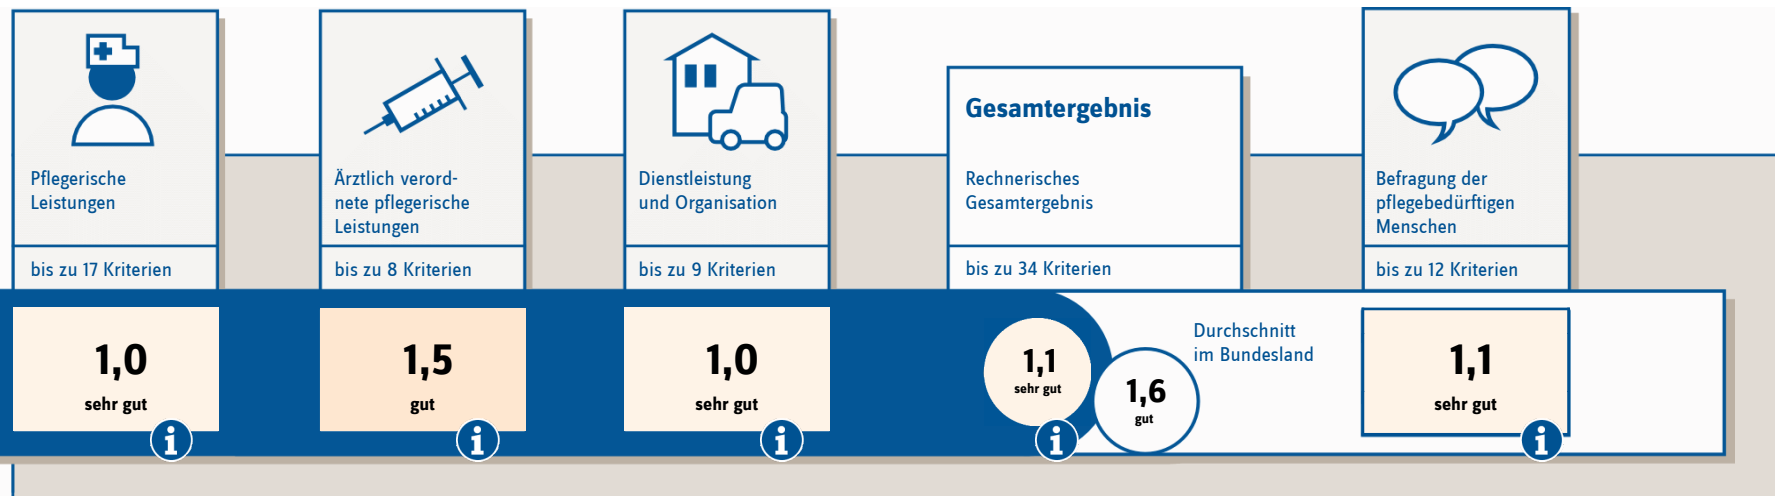 Pflegerische
Leistungen
bis zu 17 Kriterien
1,0
sehr gut
i
Ärztlich verord-
nete pflegerische
Leistungen
bis zu 8 Kriterien
1,5
gut
i
Dienstleistung
und Organisation
bis zu 9 Kriterien
1,0
sehr gut
i
Gesamtergebnis
Rechnerisches
Gesamtergebnis
bis zu 34 Kriterien
1,1
sehr gut
i
1,6
gut
Durchschnitt
im Bundesland
Befragung der
pflegebedürftigen
Menschen
bis zu 12 Kriterien
1,1
sehr gut
i